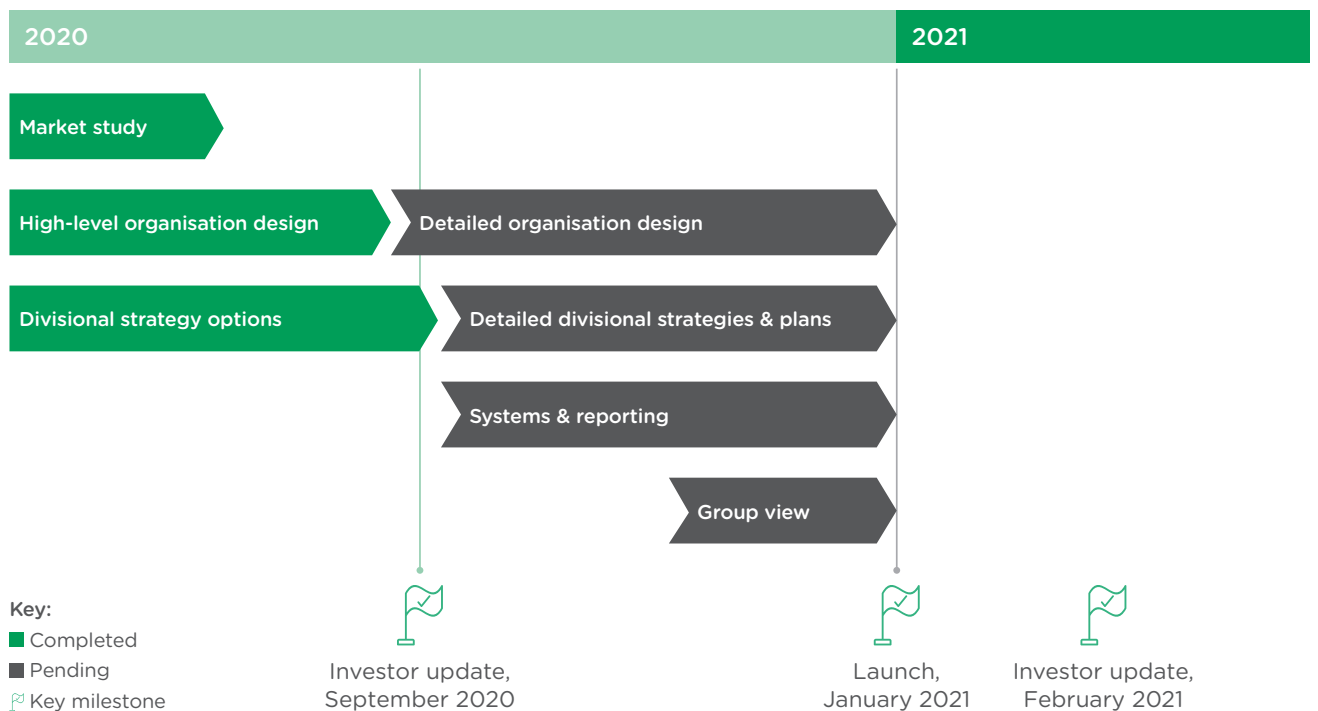 2020
2021
Market study
High-level organisation design
Detailed organisation design
Divisional strategy options
Detailed divisional strategies & plans
Systems & reporting
Group view
Key:
Completed
Pending
Key milestone
Investor update,
September 2020
Launch,
January 2021
Investor update,
February 2021